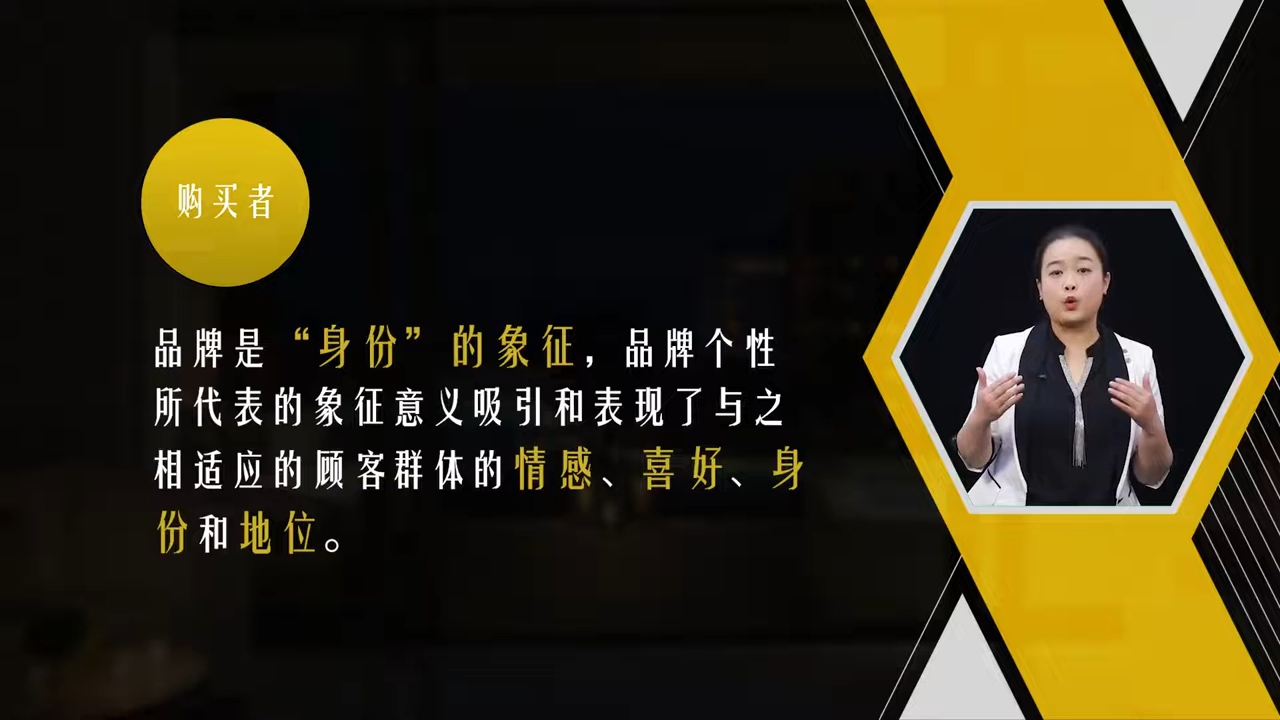 购买者
品牌是“身份”的象征，品牌个性
所代表的象征意义吸引和表现了与之
相适应的顾客群体的情感、喜好、身
份和地位。